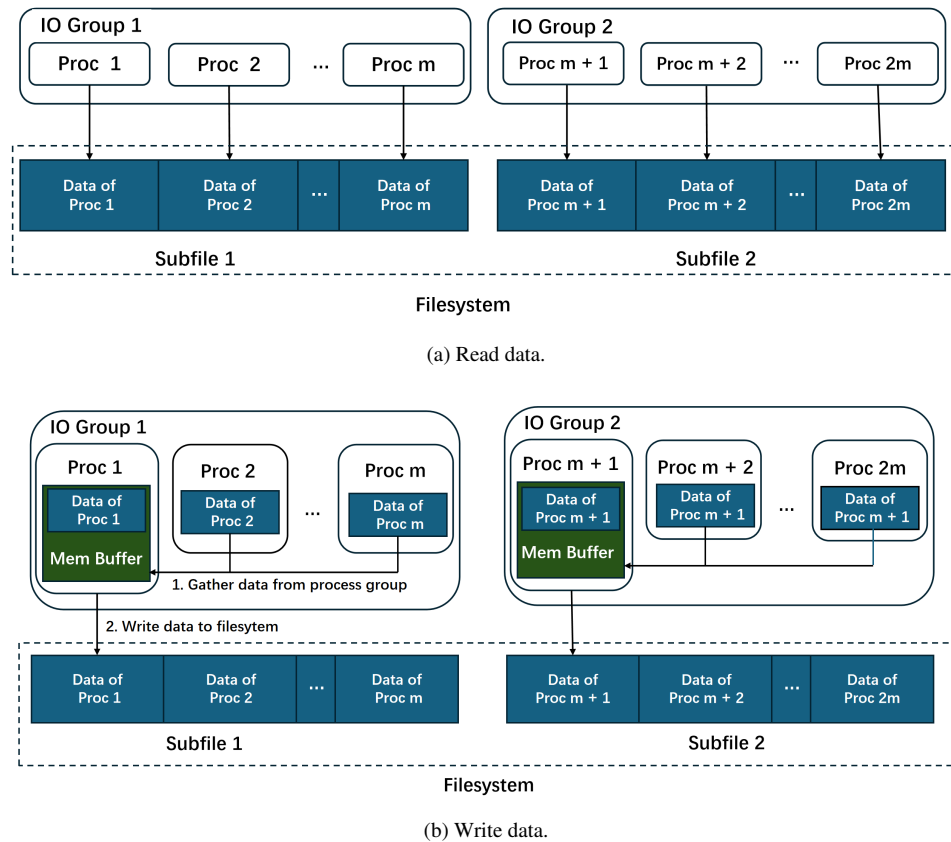 IO Group 1
IO Group 2
Proc 1
Proc 2
...
Proc m
Proc m + 1
Proc m + 2
...
Proc 2m
Data of
Proc 1
Data of
Proc 2
...
Data of
Proc m
Data of
Proc m + 1
Data of
Proc m + 2
...
Data of
Proc 2m
Subfile 1
Subfile 2
Filesystem
(a) Read data.
IO Group 1
Proc 1
Data of
Proc 1
Mem Buffer
Proc 2
Data of
Proc 2
...
Proc m
Data of
Proc m
1. Gather data from process group
2. Write data to filesytem
IO Group 2
Proc m + 1
Data of
Proc m + 1
Mem Buffer
Proc m + 2
Data of
Proc m + 1
...
Proc 2m
Data of
Proc m + 1
Data of
Proc 1
Data of
Proc 2
...
Data of
Proc m
Data of
Proc m + 1
Data of
Proc m + 2
...
Data of
Proc 2m
Subfile 1
Subfile 2
Filesystem
(b) Write data.